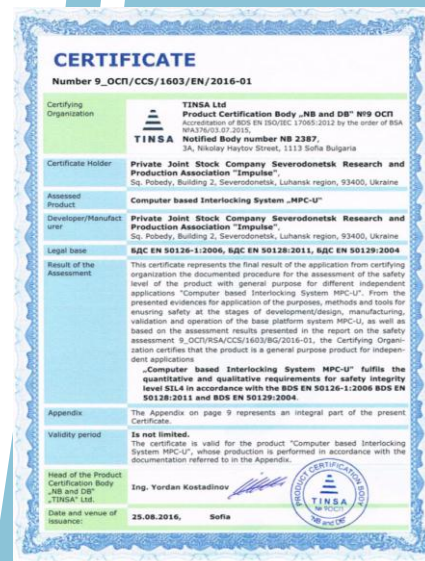 CERTIFICATE
Number 9_ОСП/CCS/1603/EN/2016-01
Certifying
Organization
TINSA
TINSA Ltd
Product Certification Body „NB and DB" №9 ОСП
Accreditation of BDS EN ISO/IEC 17065:2012 by the order of BSA
№A376/03.07.2015,
Notified Body number NB 2387,
3A, Nikolay Haytov Street, 1113 Sofia Bulgaria
Certificate Holder
Private Joint Stock Company Severodonetsk Research and
Production Association "Impulse",
Sq. Pobedy, Building 2, Severodonetsk, Luhansk region, 93400, Ukraine
Assessed
Product
Computer based Interlocking System „MPC-U"
Developer/Manufact
urer
Private Joint Stock Company Severodonetsk Research and
Production Association "Impulse",
Sq. Pobedy, Building 2, Severodonetsk, Luhansk region, 93400, Ukraine
Legal base
БДС EN 50126-1:2006, БДС EN 50128:2011, БДС EN 50129:2004
Result of the
Assessment
This certificate represents the final result of the application from certifying
organization the documented procedure for the assessment of the safety
level of the product with general purpose for different independent
applications "Computer based Interlocking System MPC-U". From the
presented evidences for application of the purposes, methods and tools for
ensuring safety at the stages of development/design, manufacturing,
validation and operation of the base platform system MPC-U, as well as
based on the assessment results presented in the report on the safety
assessment 9_ОСП/RSA/CCS/1603/BG/2016-01, the Certifying Organi-
zation certifies that the product is a general purpose product for indepen-
dent applications
„Computer based Interlocking System MPC-U" fulfils the
quantitative and qualitative requirements for safety integrity
level SIL4 in accordance with the BDS EN 50126-1:2006 BDS EN
50128:2011 and BDS EN 50129:2004.
Appendix
The Appendix on page 9 represents an integral part of the present
Certificate.
Validity period
Is not limited.
The certificate is valid for the product "Computer based Interlocking
System MPC-U", whose production is performed in accordance with the
documentation referred to in the Appendix.
Head of the Product
Certification Body
„NB and DB"
„TINSA" Ltd.
Ing. Yordan Kostadinov
CERTIFICATION BODY
TINSA
№ 9ОСП
"NB and DB"
Date and venue of
issuance:
25.08.2016, Sofia